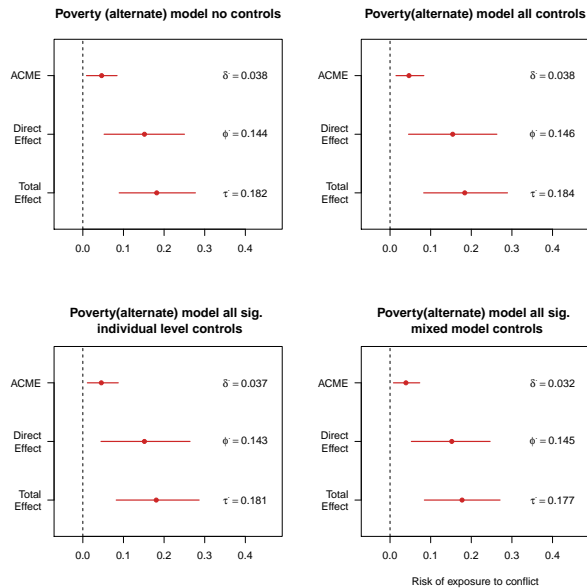 Poverty (alternate) model no controls
ACME
δ̄ = 0.038
Direct
Effect
ϕ̄ = 0.144
Total
Effect
τ̄ = 0.182
0.0 0.1 0.2 0.3 0.4
Poverty(alternate) model all controls
ACME
δ̄ = 0.038
Direct
Effect
ϕ̄ = 0.146
Total
Effect
τ̄ = 0.184
0.0 0.1 0.2 0.3 0.4
Poverty(alternate) model all sig.
individual level controls
ACME
δ̄ = 0.037
Direct
Effect
ϕ̄ = 0.143
Total
Effect
τ̄ = 0.181
0.0 0.1 0.2 0.3 0.4
Poverty(alternate) model all sig.
mixed model controls
ACME
δ̄ = 0.032
Direct
Effect
ϕ̄ = 0.145
Total
Effect
τ̄ = 0.177
0.0 0.1 0.2 0.3 0.4
Risk of exposure to conflict